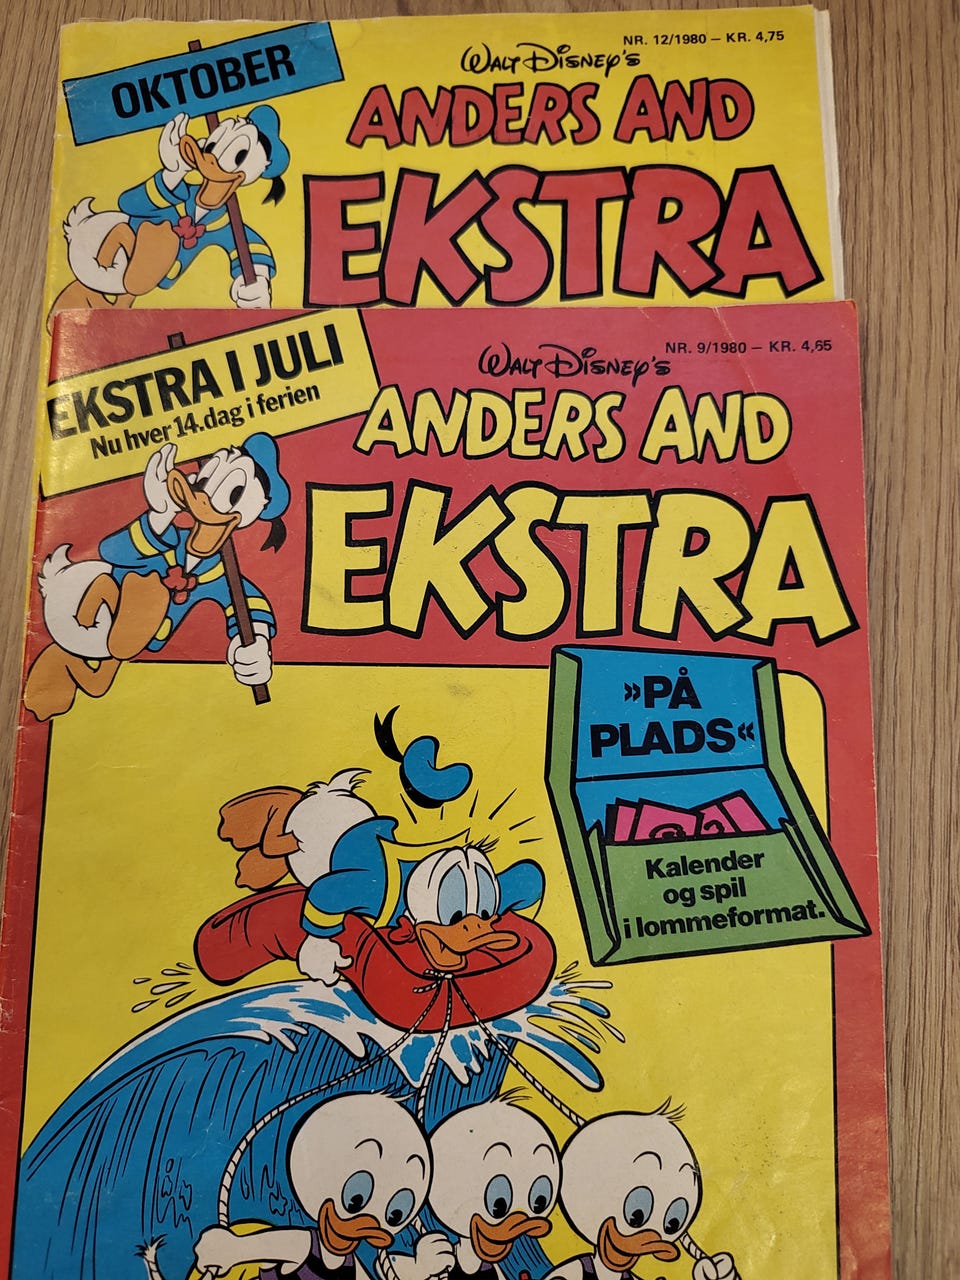 NR. 12/1980 – KR. 4,75
OKTOBER
WALT DISNEY'S
ANDERS AND
EKSTRA
NR. 9/1980 – KR. 4,65
EKSTRA I JULI
Nu hver 14.dag i ferien
WALT DISNEY'S
ANDERS AND
EKSTRA
»PÅ
PLADS«
Kalender
og spil
i lommeformat.